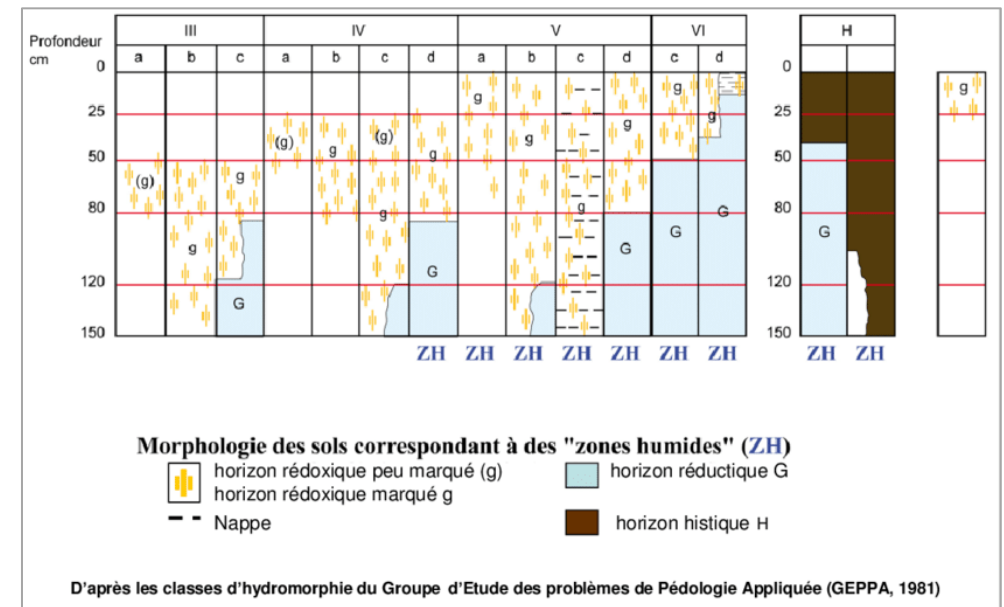 III IV V VI H
Profondeur
cm
a b c a b c d a b c d c d
0 0
g g g g
25 25
(g) g (g) g g g g
50 50
(g) g g
80 80
g g g G G
g G G G
120 120
G
150 150
ZH ZH ZH ZH ZH ZH ZH ZH ZH
Morphologie des sols correspondant à des "zones humides" (ZH)
horizon rédoxique peu marqué (g)
horizon rédoxique marqué g
horizon réductique G
Nappe
horizon histique H
D'après les classes d'hydromorphie du Groupe d'Etude des problèmes de Pédologie Appliquée (GEPPA, 1981)